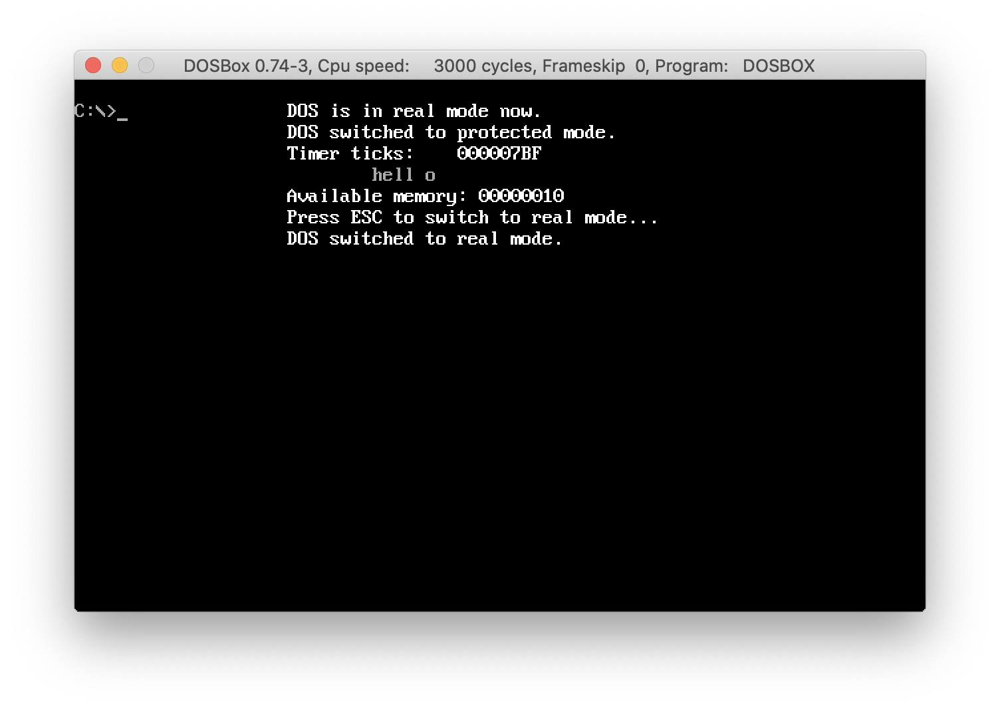 DOSBox 0.74-3, Cpu speed: 3000 cycles, Frameskip 0, Program: DOSBOX
C:\>_ DOS is in real mode now.
DOS switched to protected mode.
Timer ticks: 000007BF
hell o
Available memory: 00000010
Press ESC to switch to real mode...
DOS switched to real mode.